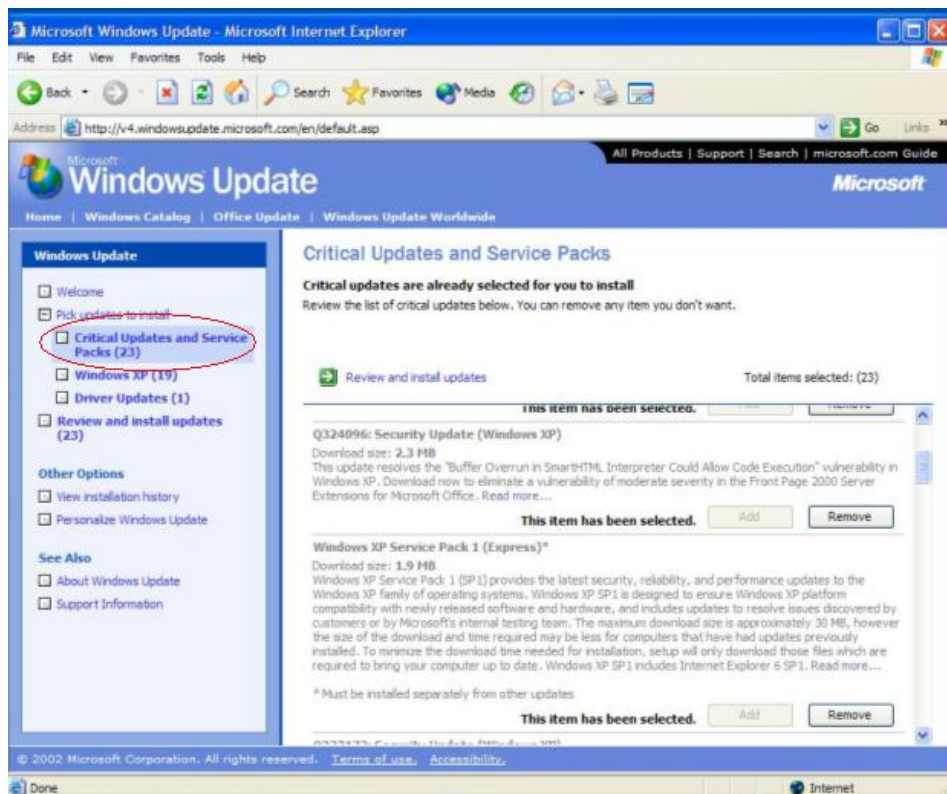 Microsoft Windows Update - Microsoft Internet Explorer
File Edit View Favorites Tools Help
Back Search Favorites Media
Address http://v4.windowsupdate.microsoft.com/en/default.asp Go Links »
All Products | Support | Search | microsoft.com Guide
Microsoft
Windows Update
Microsoft
Home | Windows Catalog | Office Update | Windows Update Worldwide
Windows Update
Welcome
Pick updates to install
Critical Updates and Service
Packs (23)
Windows XP (19)
Driver Updates (1)
Review and install updates
(23)
Other Options
View installation history
Personalize Windows Update
See Also
About Windows Update
Support Information
Critical Updates and Service Packs
Critical updates are already selected for you to install
Review the list of critical updates below. You can remove any item you don't want.
Review and install updates Total items selected: (23)
This item has been selected. Add Remove
Q324096: Security Update (Windows XP)
Download size: 2.3 MB
This update resolves the "Buffer Overrun in SmartHTML Interpreter Could Allow Code Execution" vulnerability in
Windows XP. Download now to eliminate a vulnerability of moderate severity in the Front Page 2000 Server
Extensions for Microsoft Office. Read more...
This item has been selected. Add Remove
Windows XP Service Pack 1 (Express)*
Download size: 1.9 MB
Windows XP Service Pack 1 (SP1) provides the latest security, reliability, and performance updates to the
Windows XP family of operating systems. Windows XP SP1 is designed to ensure Windows XP platform
compatibility with newly released software and hardware, and includes updates to resolve issues discovered by
customers or by Microsoft's internal testing team. The maximum download size is approximately 30 MB, however
the size of the download and time required may be less for computers that have had updates previously
installed. To minimize the download time needed for installation, setup will only download those files which are
required to bring your computer up to date. Windows XP SP1 includes Internet Explorer 6 SP1. Read more...
* Must be installed separately from other updates
This item has been selected. Add Remove
Security Update (Windows XP)
© 2002 Microsoft Corporation. All rights reserved. Terms of use. Accessibility.
Done Internet